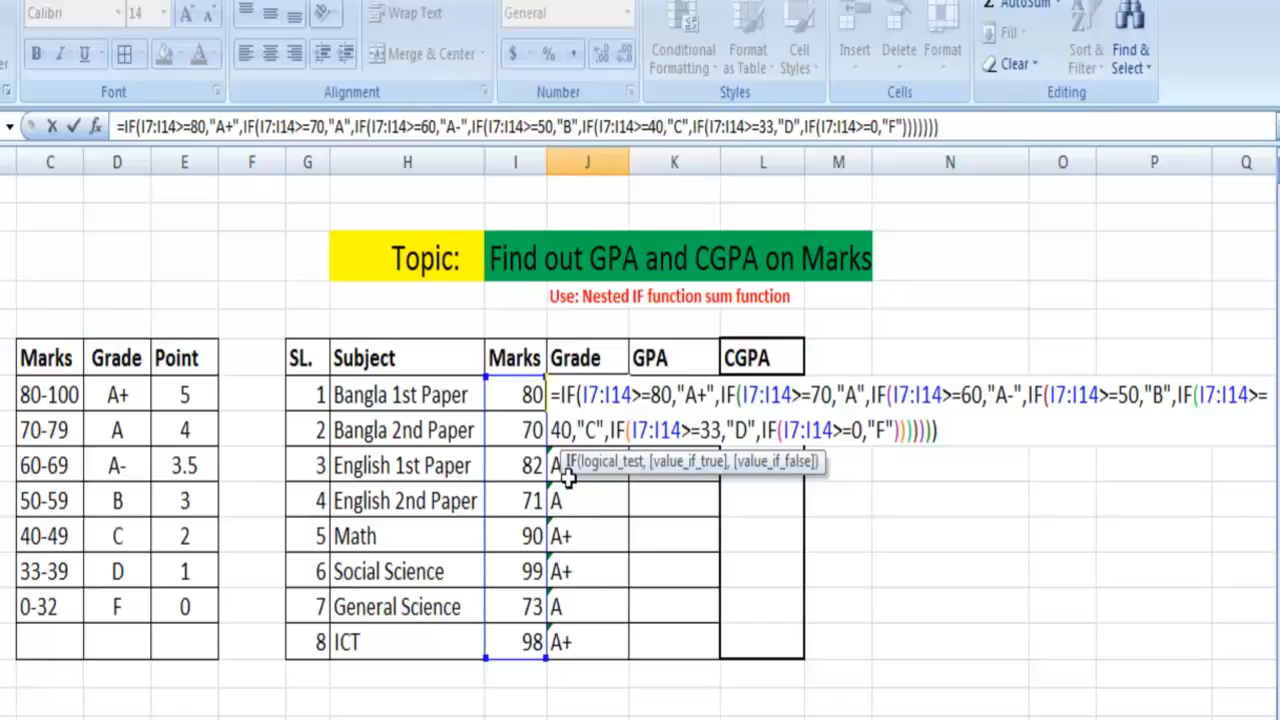 Calibri 14 A A Wrap Text General AutoSum
B I U A Merge & Center $ % , Conditional Formatting Format as Table Cell Styles Insert Delete Format Fill Clear Sort & Filter Find & Select
Font Alignment Number Styles Cells Editing
=IF(I7:I14>=80,"A+",IF(I7:I14>=70,"A",IF(I7:I14>=60,"A-",IF(I7:I14>=50,"B",IF(I7:I14>=40,"C",IF(I7:I14>=33,"D",IF(I7:I14>=0,"F")))))))
C D E F G H I J K L M N O P Q
Topic: Find out GPA and CGPA on Marks
Use: Nested IF function sum function
Marks Grade Point SL. Subject Marks Grade GPA CGPA
80-100 A+ 5 1 Bangla 1st Paper 80 =IF(I7:I14>=80,"A+",IF(I7:I14>=70,"A",IF(I7:I14>=60,"A-",IF(I7:I14>=50,"B",IF(I7:I14>=
70-79 A 4 2 Bangla 2nd Paper 70 40,"C",IF(I7:I14>=33,"D",IF(I7:I14>=0,"F")))))))
60-69 A- 3.5 3 English 1st Paper 82 A IF(logical_test, [value_if_true], [value_if_false])
50-59 B 3 4 English 2nd Paper 71 A
40-49 C 2 5 Math 90 A+
33-39 D 1 6 Social Science 99 A+
0-32 F 0 7 General Science 73 A
8 ICT 98 A+